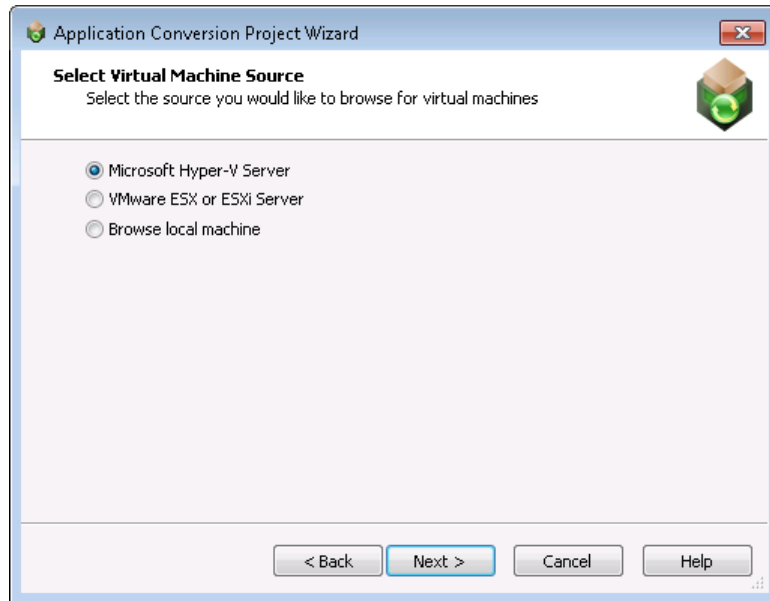 Application Conversion Project Wizard
Select Virtual Machine Source
Select the source you would like to browse for virtual machines
Microsoft Hyper-V Server
VMware ESX or ESXi Server
Browse local machine
< Back Next > Cancel Help